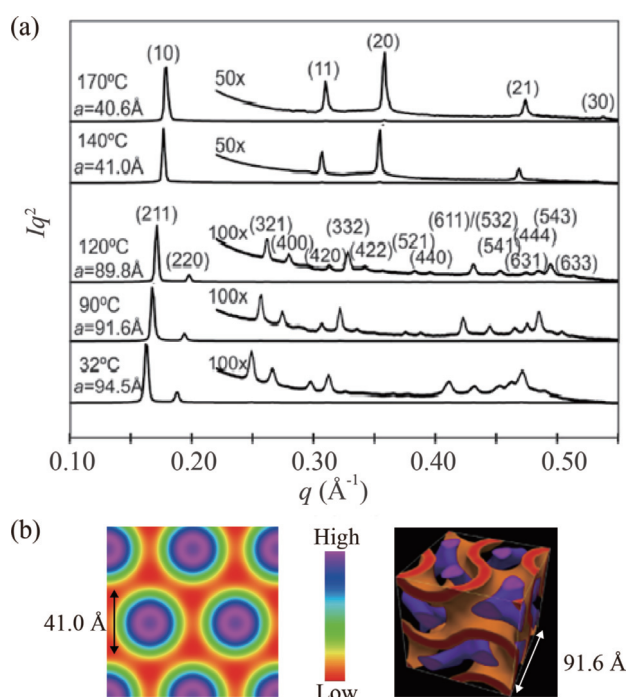 (a)
Iq²
170ºC
a=40.6Å
(10)
50x
(11)
(20)
(21)
(30)
140ºC
a=41.0Å
50x
120ºC
a=89.8Å
(211)
(220)
100x
(321)
(400)
(420)
(332)
(422)
(521)
(440)
(611)/(532)
(541)
(444)
(631)
(543)
(633)
90ºC
a=91.6Å
100x
32ºC
a=94.5Å
100x
0.10 0.20 0.30 0.40 0.50
q (Å⁻¹)
(b)
41.0 Å
High
Low
91.6 Å